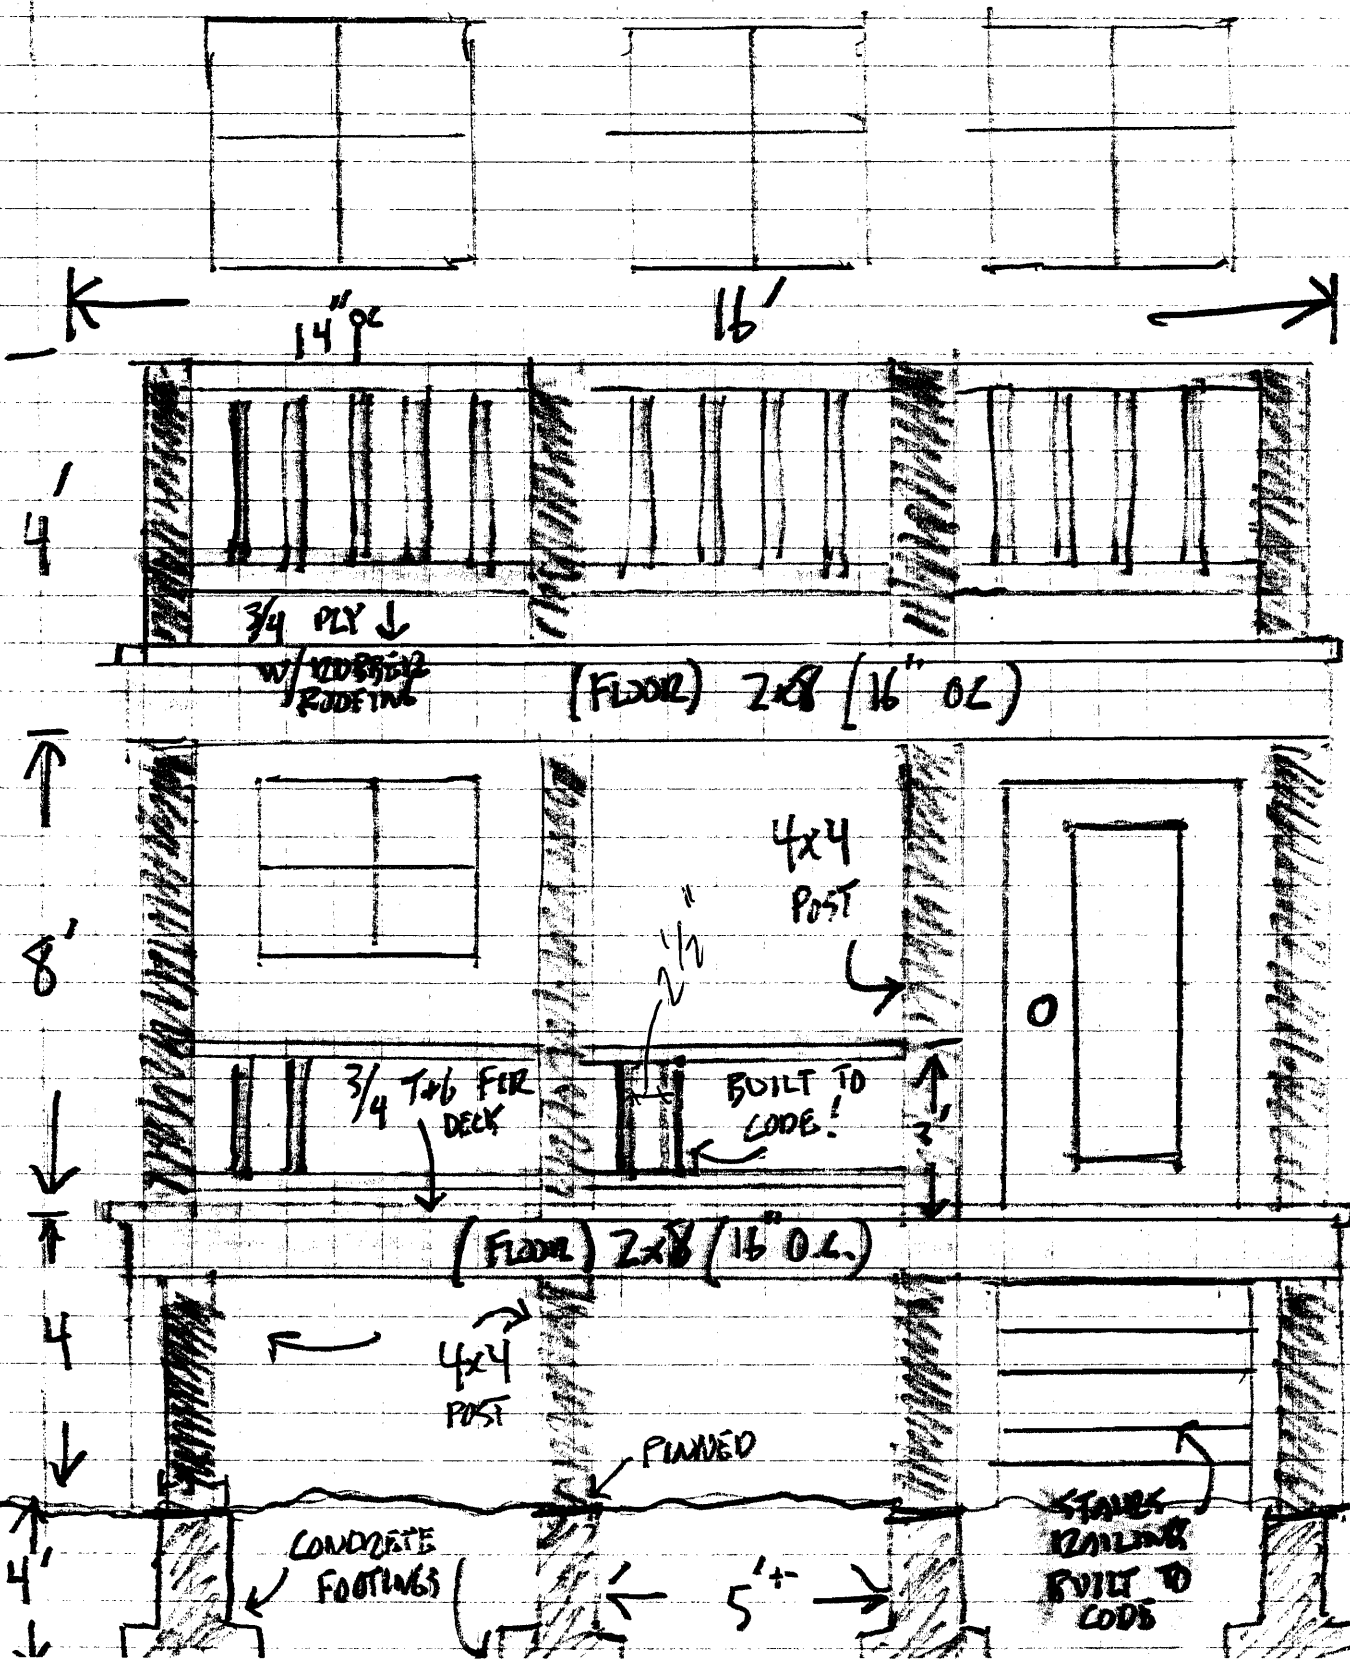 16'
14" OC
4'
3/4 PLY
W/ RUBBER
ROOFING
(FLOOR) 2x8 (16" OC)
8'
4x4
POST
2 1/2"
3/4 T+G FIR
DECK
BUILT TO
CODE!
3'
(FLOOR) 2x8 (16" O.C.)
4
4x4
POST
PINNED
STAIRS
RAILING
BUILT TO
CODE
CONCRETE
FOOTINGS
4'
5'+-